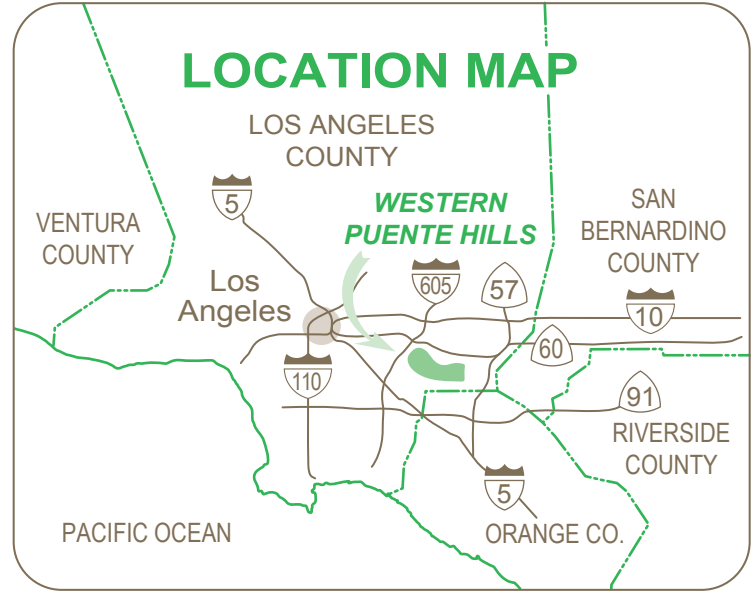 LOCATION MAP
LOS ANGELES
COUNTY
5
WESTERN
PUENTE HILLS
SAN
BERNARDINO
COUNTY
VENTURA
COUNTY
Los
Angeles
605
57
10
60
110
91
RIVERSIDE
COUNTY
5
PACIFIC OCEAN
ORANGE CO.